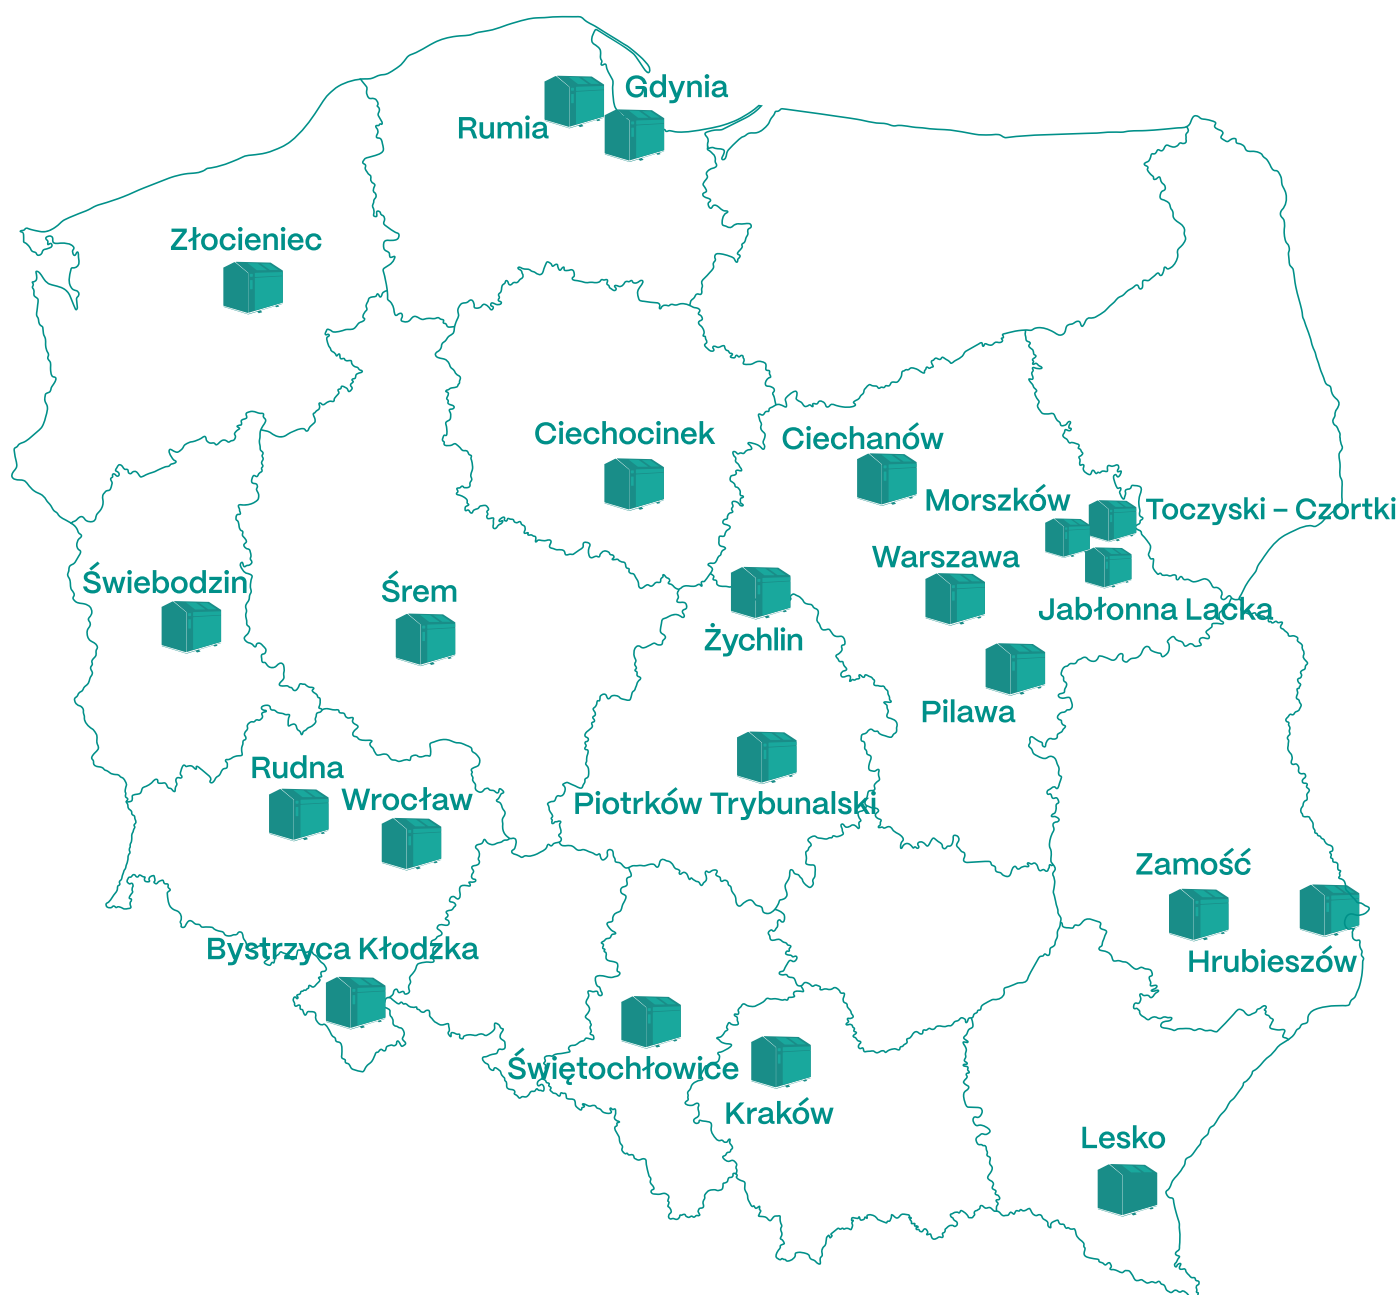 Gdynia
Rumia
Złocieniec
Ciechocinek
Ciechanów
Morszków
Toczyski – Czortki
Warszawa
Świebodzin
Śrem
Jabłonna Lacka
Żychlin
Pilawa
Rudna
Wrocław
Piotrków Trybunalski
Zamość
Bystrzyca Kłodzka
Hrubieszów
Świętochłowice
Kraków
Lesko